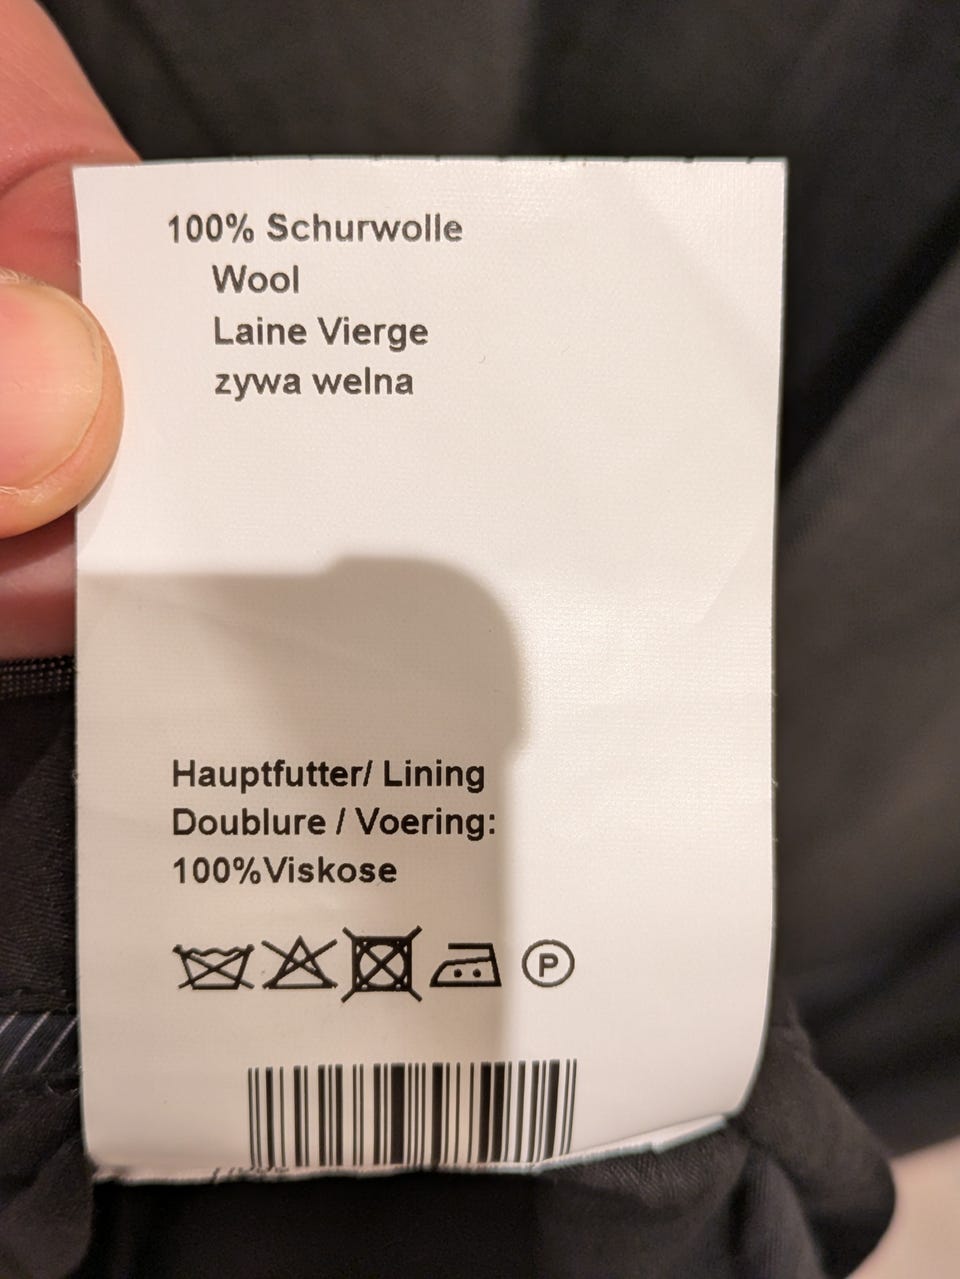 100% Schurwolle
Wool
Laine Vierge
zywa welna
Hauptfutter/ Lining
Doublure / Voering:
100%Viskose
P